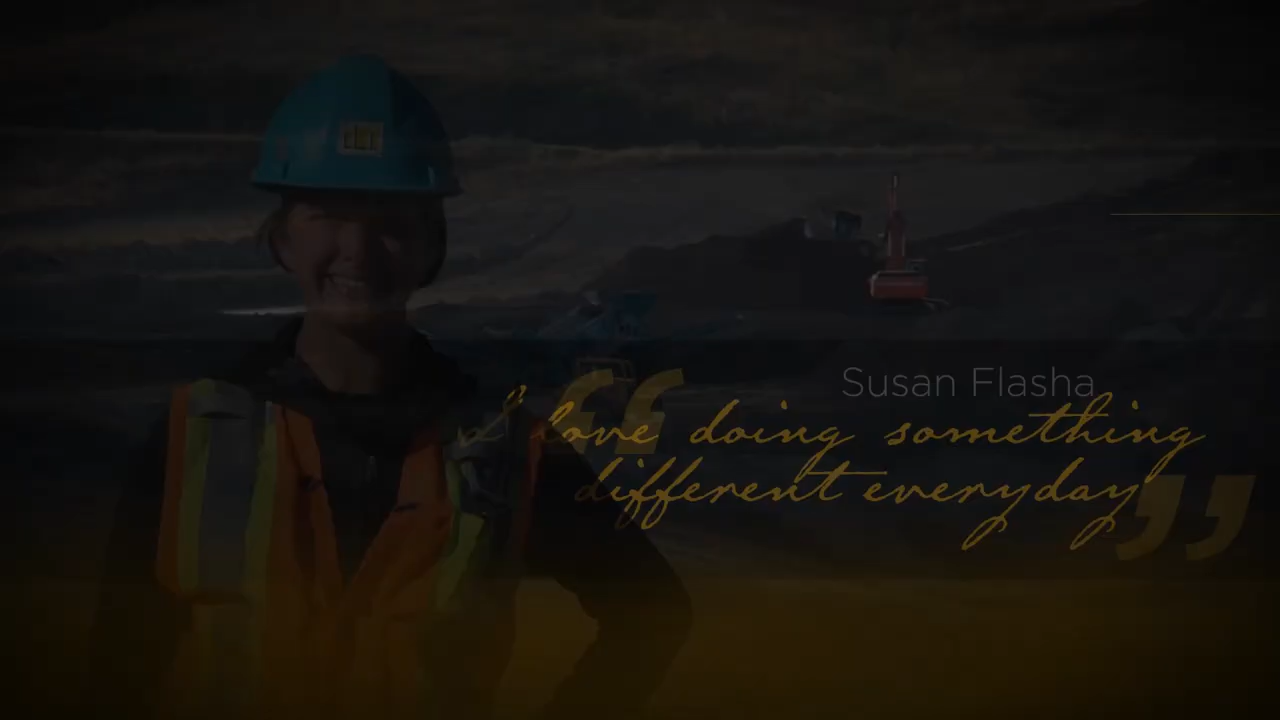 Susan Flasha
“I love doing something
different everyday”